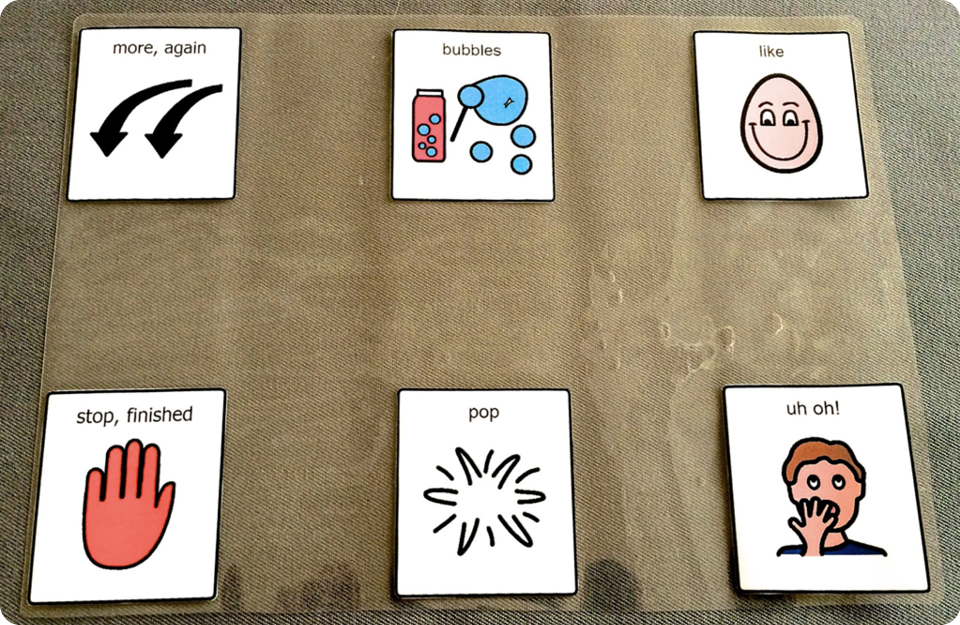 more, again
bubbles
like
stop, finished
pop
uh oh!